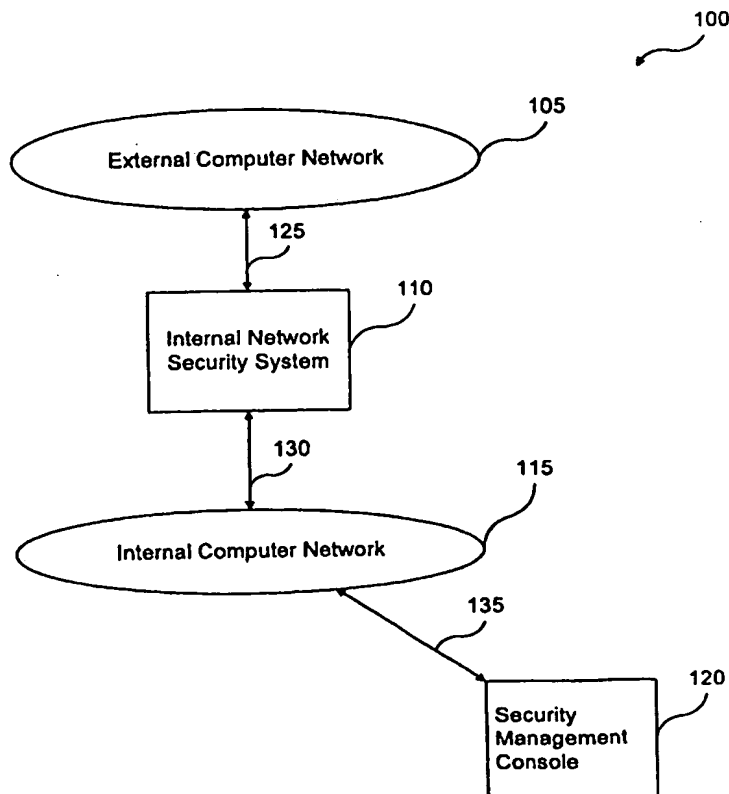 100
105
External Computer Network
125
110
Internal Network
Security System
130
115
Internal Computer Network
135
120
Security
Management
Console